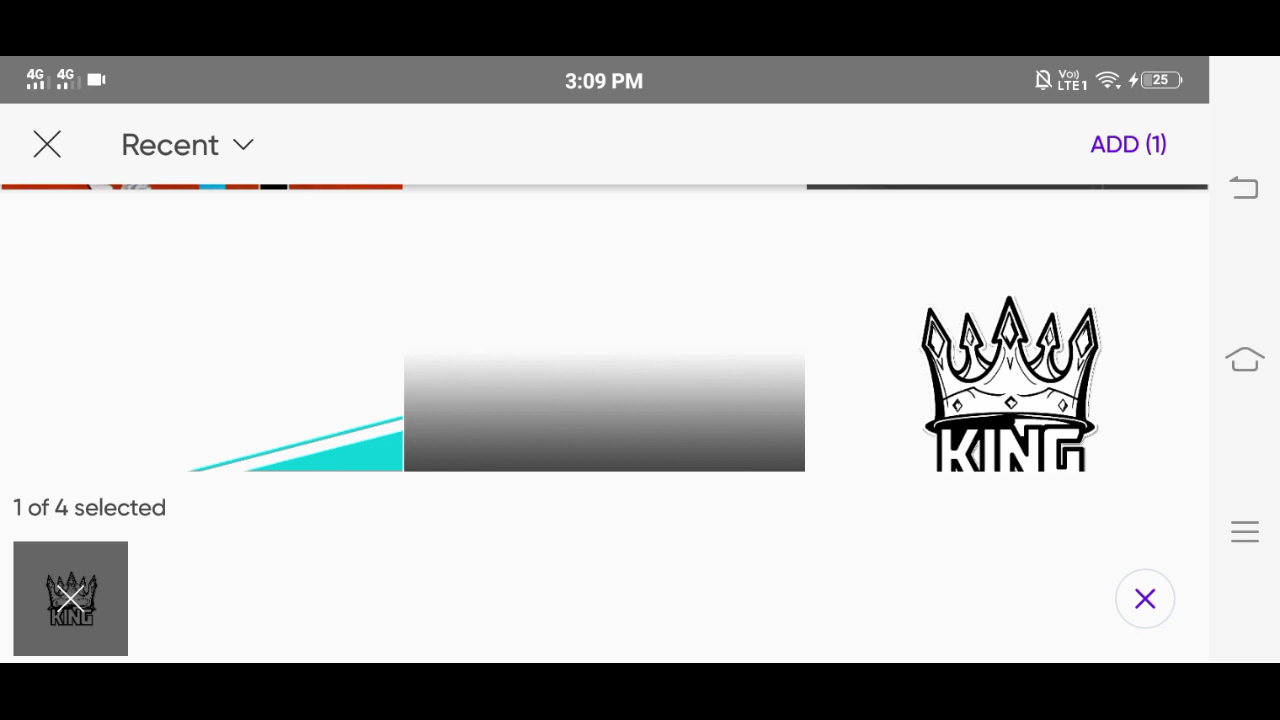 4G 4G 3:09 PM Vo)) LTE1 25
Recent ADD (1)
KING
1 of 4 selected
KING